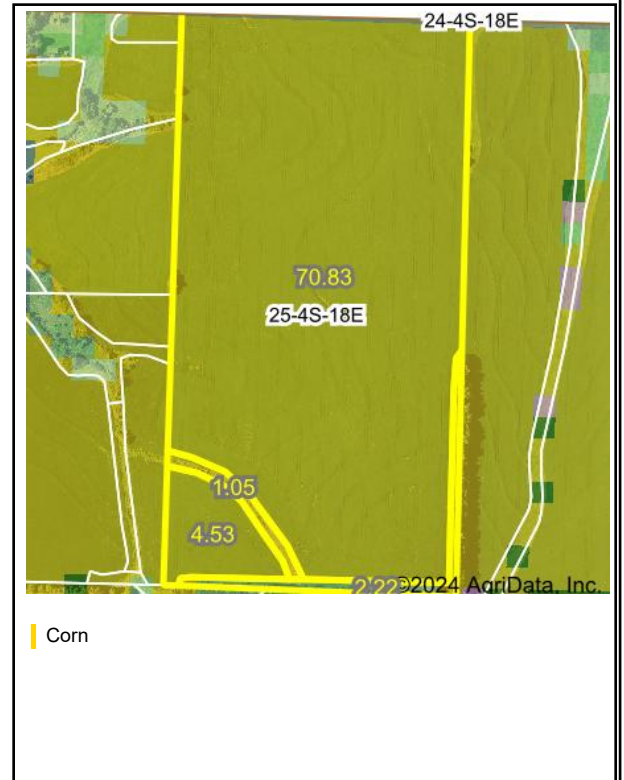 24-4S-18E
70.83
25-4S-18E
1.05
4.53
2.22
©2024 AgriData, Inc.
Corn